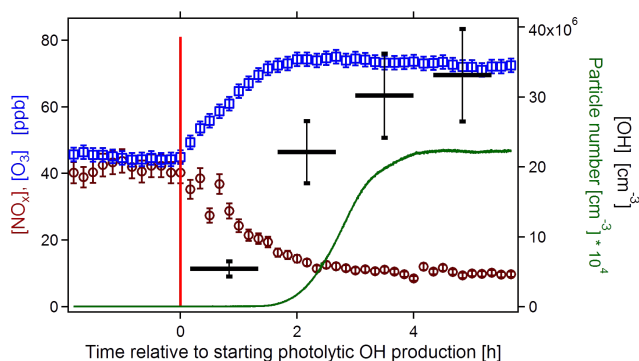 80
60
40
20
0
[NOx], [O3] [ppb]
0
2
4
Time relative to starting photolytic OH production [h]
40x10^6
30
20
10
0
Particle number [cm-3] * 10^4
[OH] [cm-3]